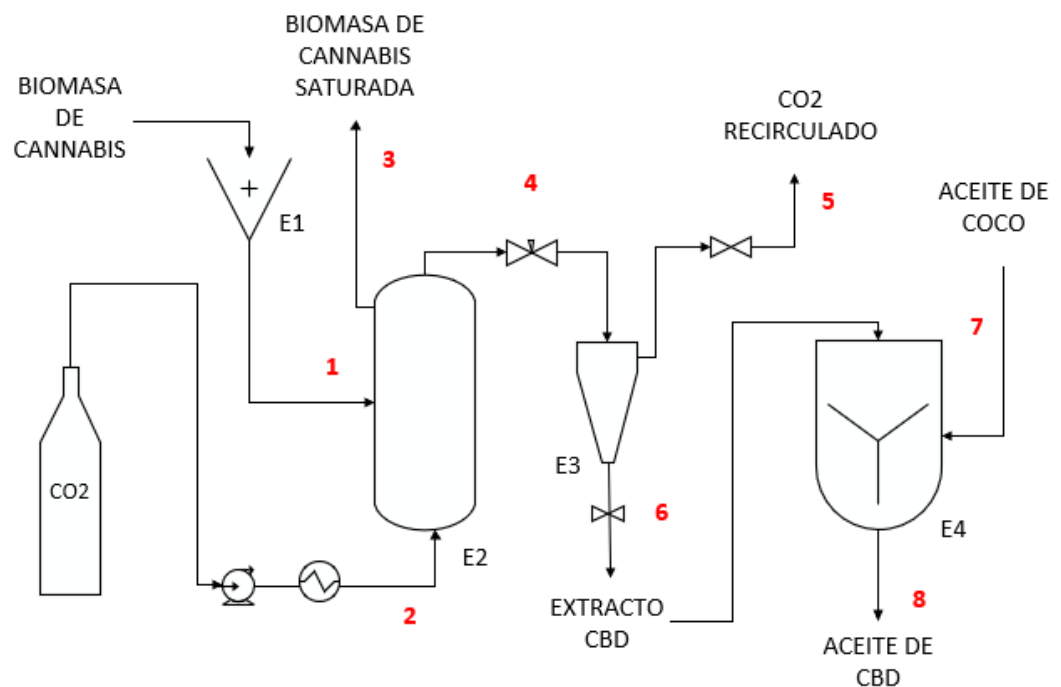 BIOMASA DE
CANNABIS
SATURADA
BIOMASA
DE
CANNABIS
CO2
RECIRCULADO
3
4
5
ACEITE DE
COCO
E1
7
1
E3
CO2
6
E2
E4
2
EXTRACTO
CBD
8
ACEITE DE
CBD